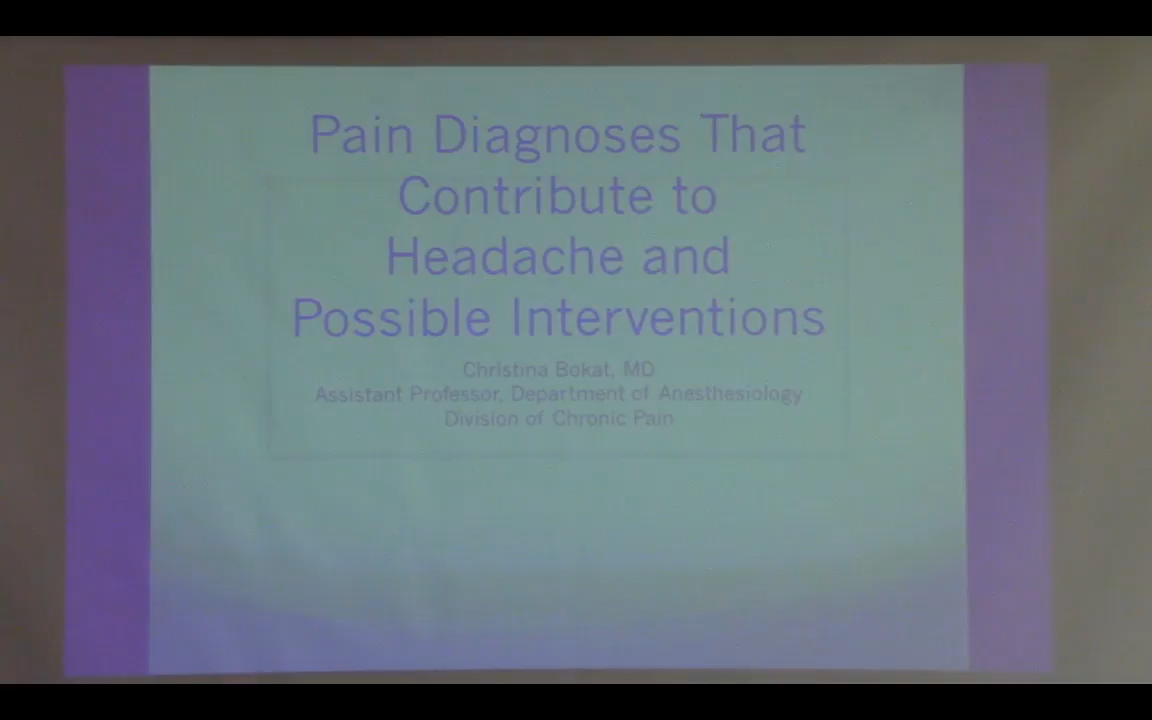 Pain Diagnoses That
Contribute to
Headache and
Possible Interventions
Christina Bokat, MD
Assistant Professor, Department of Anesthesiology
Division of Chronic Pain